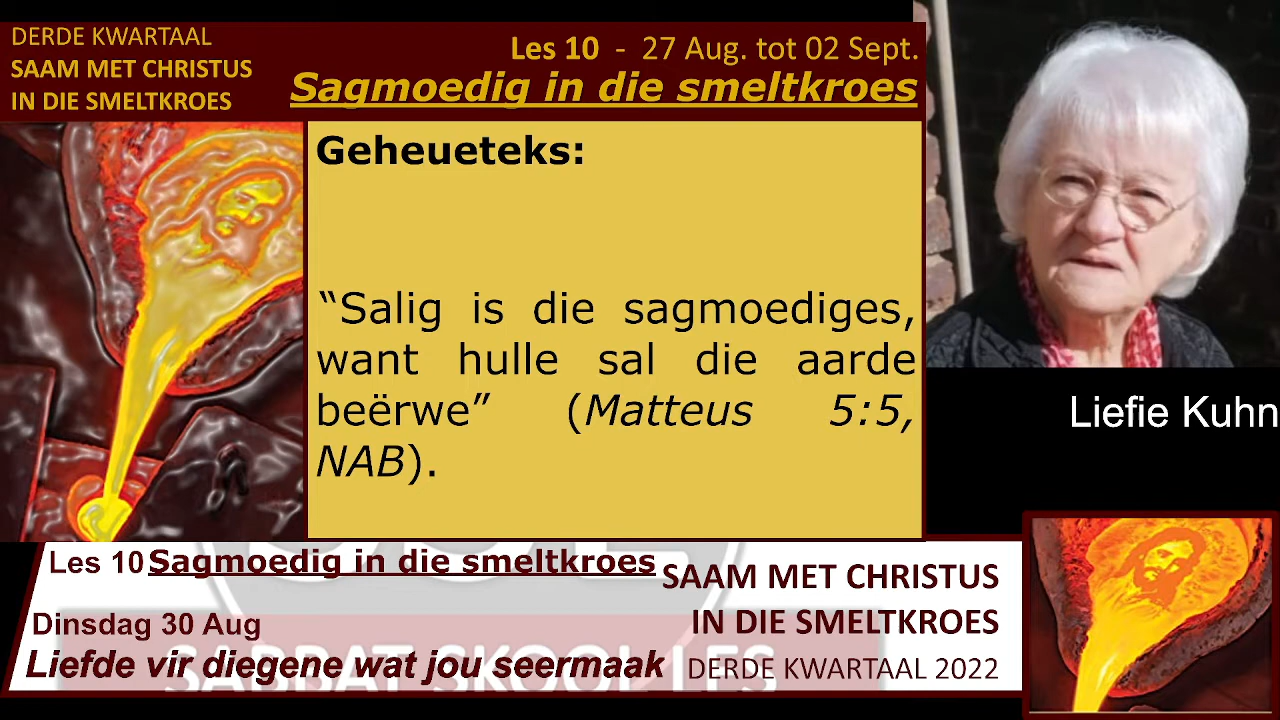 DERDE KWARTAAL
SAAM MET CHRISTUS
IN DIE SMELTKROES
Les 10 - 27 Aug. tot 02 Sept.
Sagmoedig in die smeltkroes
Geheueteks:
“Salig is die sagmoediges,
want hulle sal die aarde
beërwe” (Matteus 5:5,
NAB).
Liefie Kuhn
Les 10 Sagmoedig in die smeltkroes
Dinsdag 30 Aug
Liefde vir diegene wat jou seermaak
SAAM MET CHRISTUS
IN DIE SMELTKROES
DERDE KWARTAAL 2022
SABBAT SKOOL LES